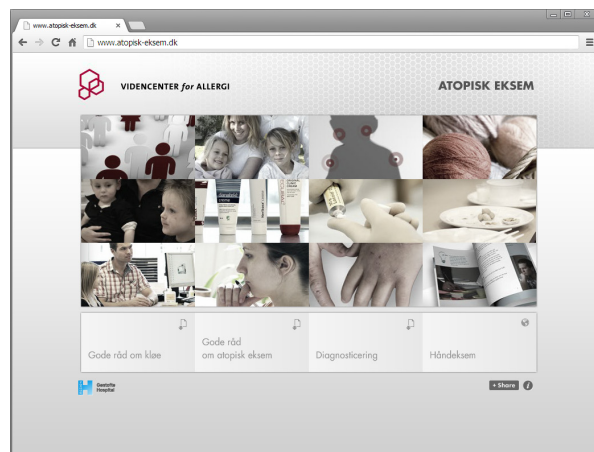 www.atopisk-eksem.dk
www.atopisk-eksem.dk
VIDENCENTER for ALLERGI
ATOPISK EKSEM
Gode råd om kløe
Gode råd
om atopisk eksem
Diagnosticering
Håndeksem
Gentofte
Hospital
+ Share
i